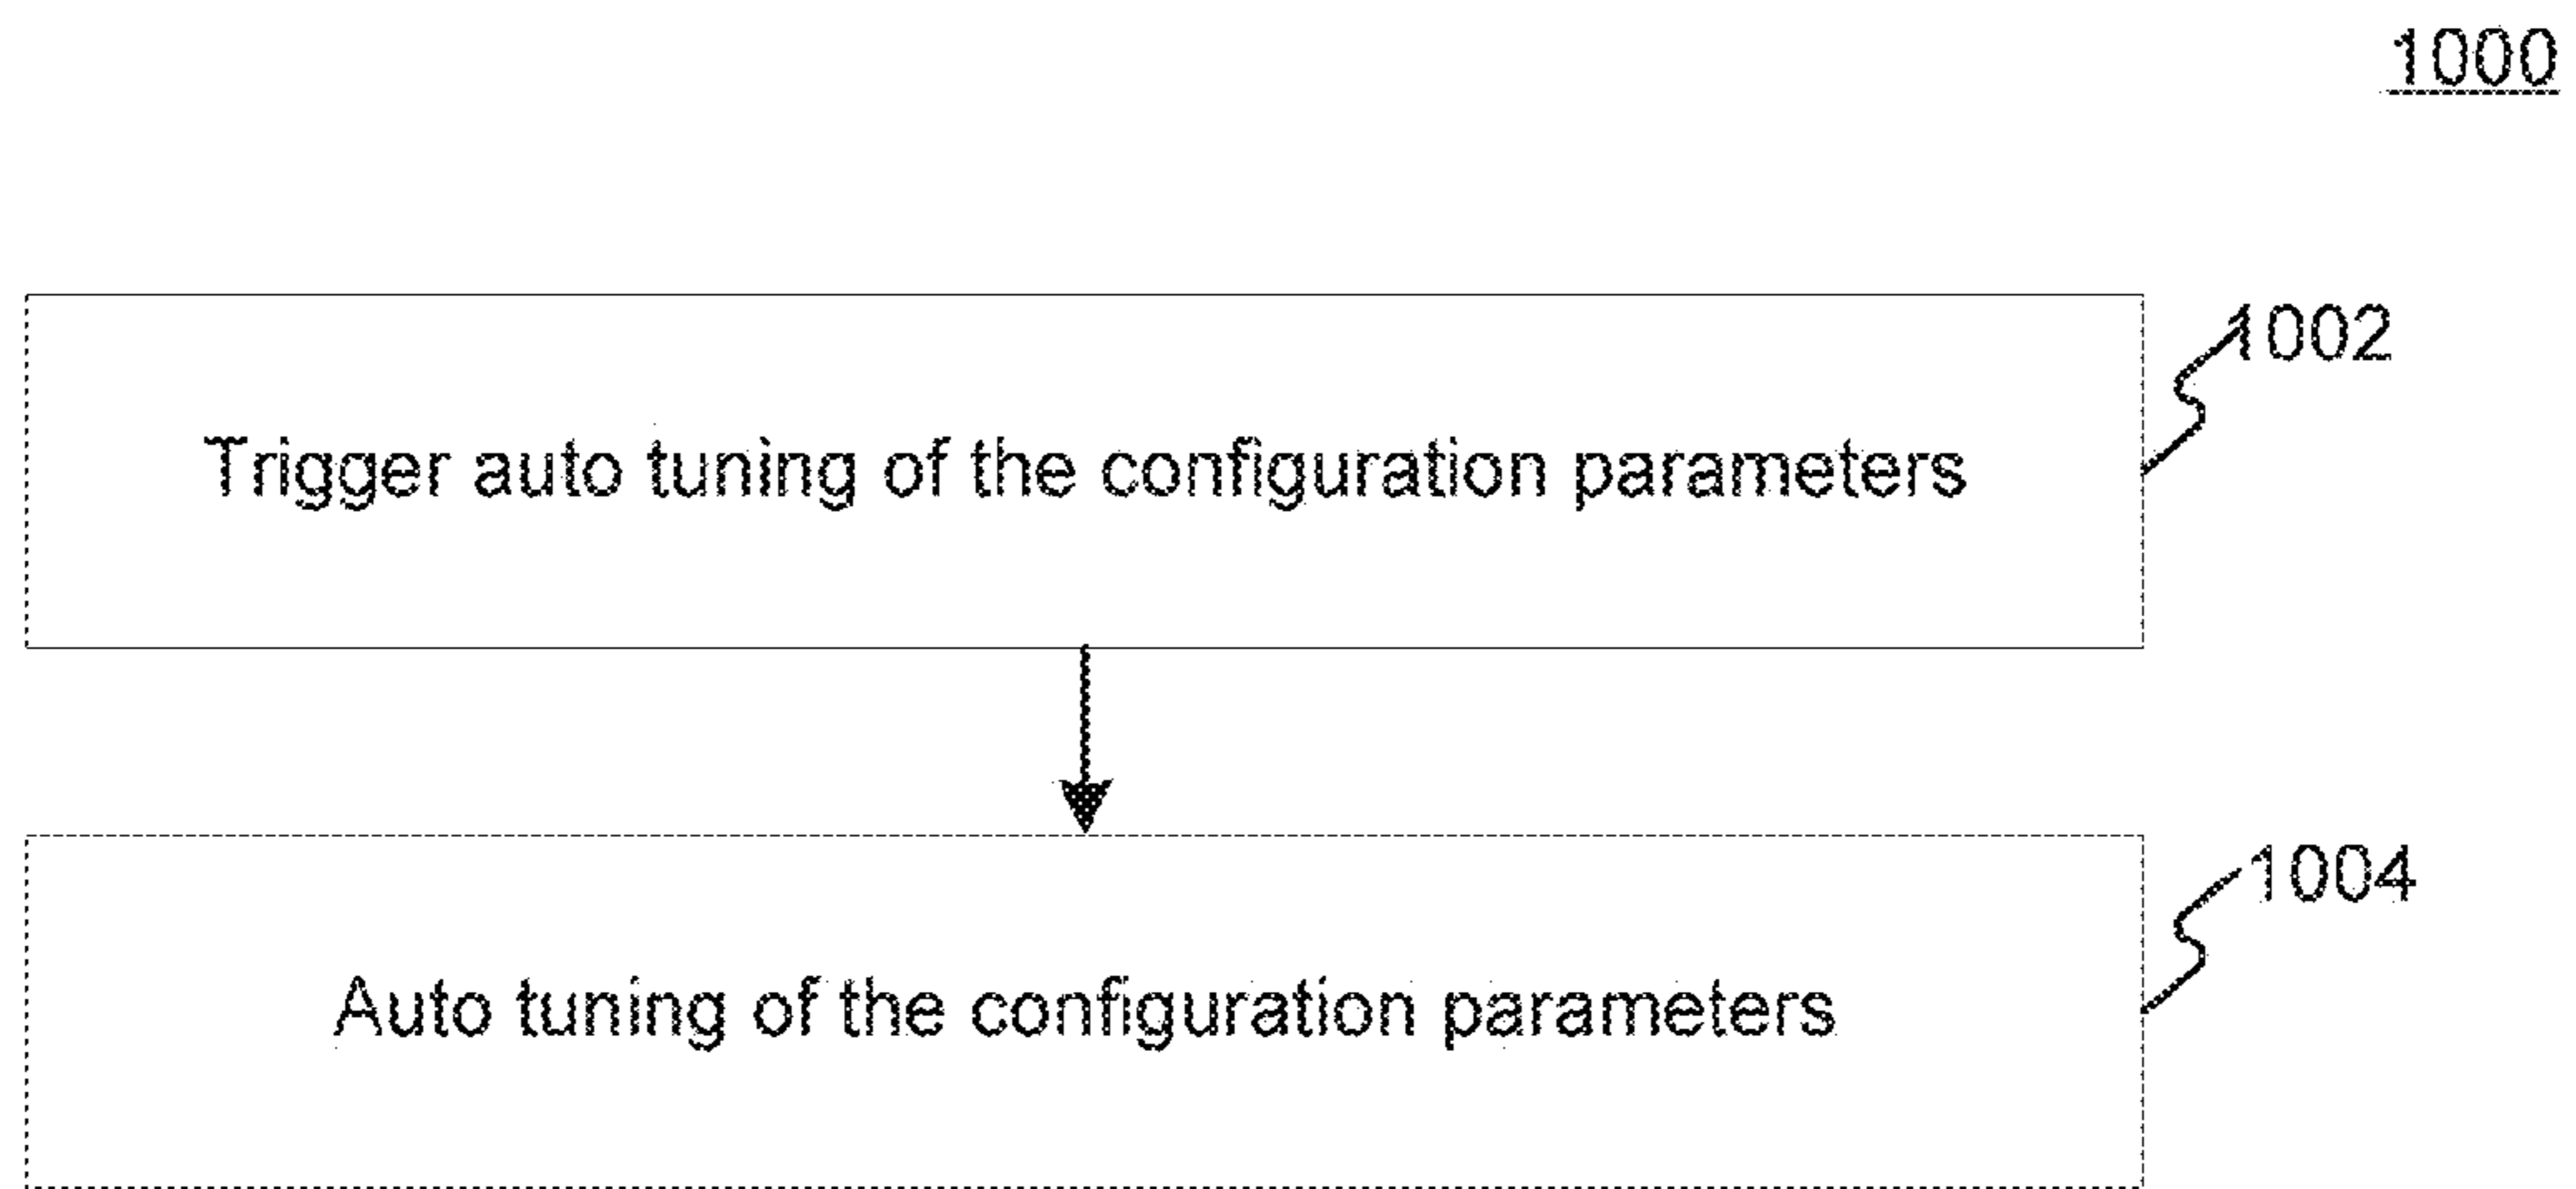 1000
1002
Trigger auto tuning of the configuration parameters
1004
Auto tuning of the configuration parameters